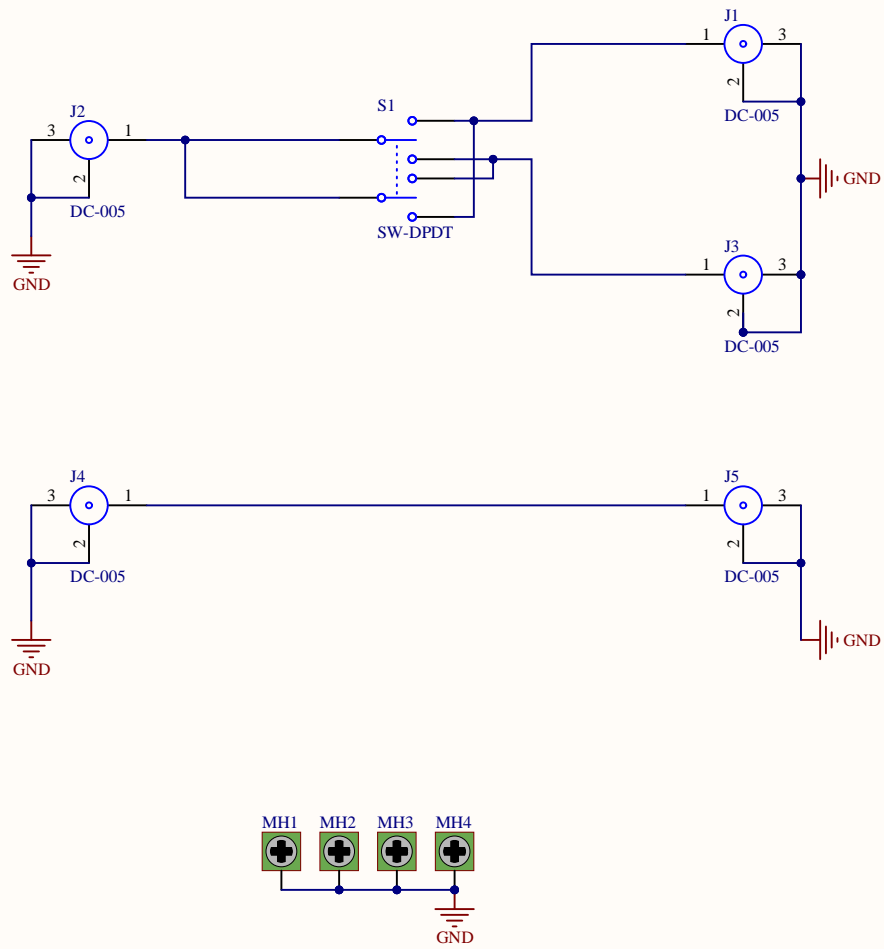 J1
1 3
2
DC-005
S1
J2
3 1
2
DC-005
SW-DPDT
GND
GND
J3
1 3
2
DC-005
J4
3 1
2
DC-005
GND
J5
1 3
2
DC-005
GND
MH1 MH2 MH3 MH4
GND